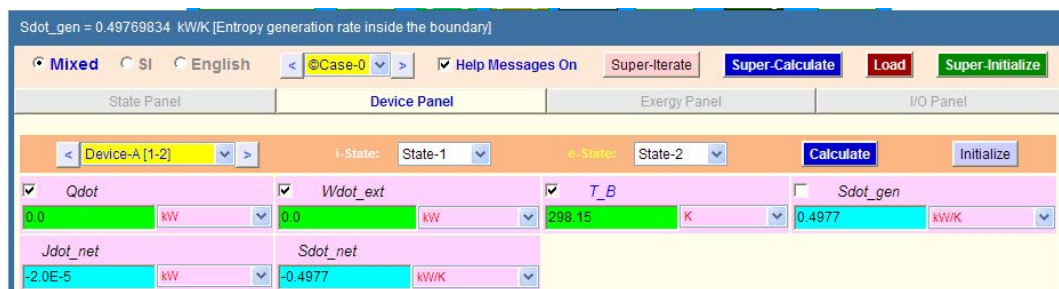 Sdot_gen = 0.49769834 kW/K [Entropy generation rate inside the boundary]
Mixed SI English < ©Case-0 > Help Messages On Super-Iterate Super-Calculate Load Super-Initialize
State Panel Device Panel Exergy Panel I/O Panel
< Device-A [1-2] > i-State: State-1 e-State: State-2 Calculate Initialize
Qdot Wdot_ext T_B Sdot_gen
0.0 kW 0.0 kW 298.15 K 0.4977 kW/K
Jdot_net Sdot_net
-2.0E-5 kW -0.4977 kW/K